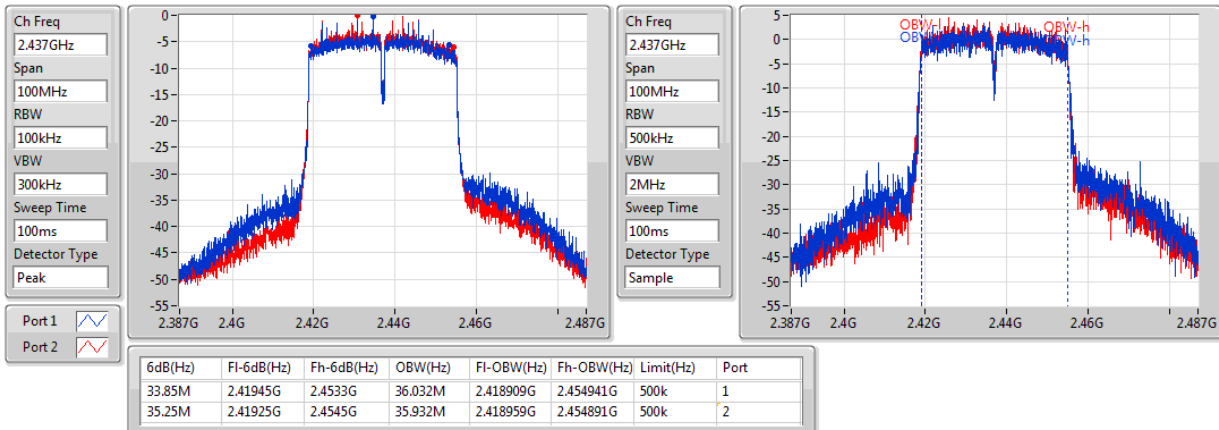 Ch Freq
2.437GHz
Span
100MHz
RBW
100kHz
VBW
300kHz
Sweep Time
100ms
Detector Type
Peak
Port 1
Port 2
0
-5
-10
-15
-20
-25
-30
-35
-40
-45
-50
-55
2.387G 2.4G 2.42G 2.44G 2.46G 2.487G
Ch Freq
2.437GHz
Span
100MHz
RBW
500kHz
VBW
2MHz
Sweep Time
100ms
Detector Type
Sample
5
0
-5
-10
-15
-20
-25
-30
-35
-40
-45
-50
-55
OBW-h
2.387G 2.4G 2.42G 2.44G 2.46G 2.487G
6dB(Hz) Fl-6dB(Hz) Fh-6dB(Hz) OBW(Hz) Fl-OBW(Hz) Fh-OBW(Hz) Limit(Hz) Port
33.85M 2.41945G 2.4533G 36.032M 2.418909G 2.454941G 500k 1
35.25M 2.41925G 2.4545G 35.932M 2.418959G 2.454891G 500k 2